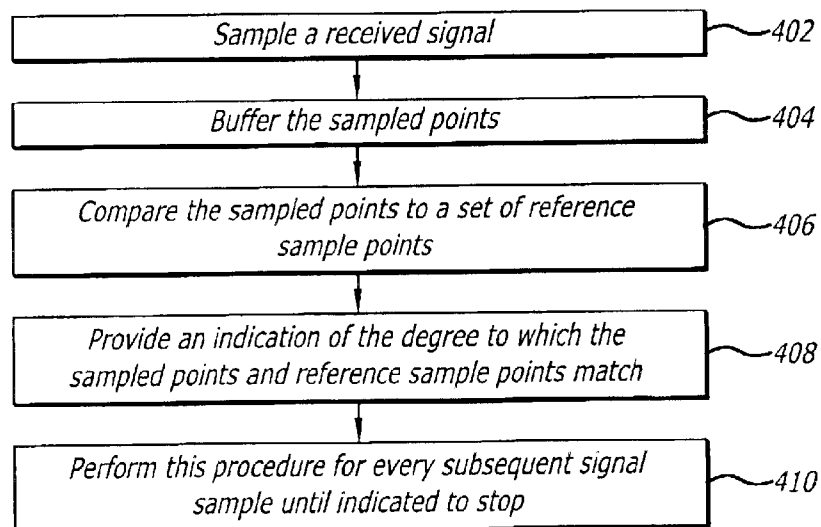 Sample a received signal
402
Buffer the sampled points
404
Compare the sampled points to a set of reference
sample points
406
Provide an indication of the degree to which the
sampled points and reference sample points match
408
Perform this procedure for every subsequent signal
sample until indicated to stop
410